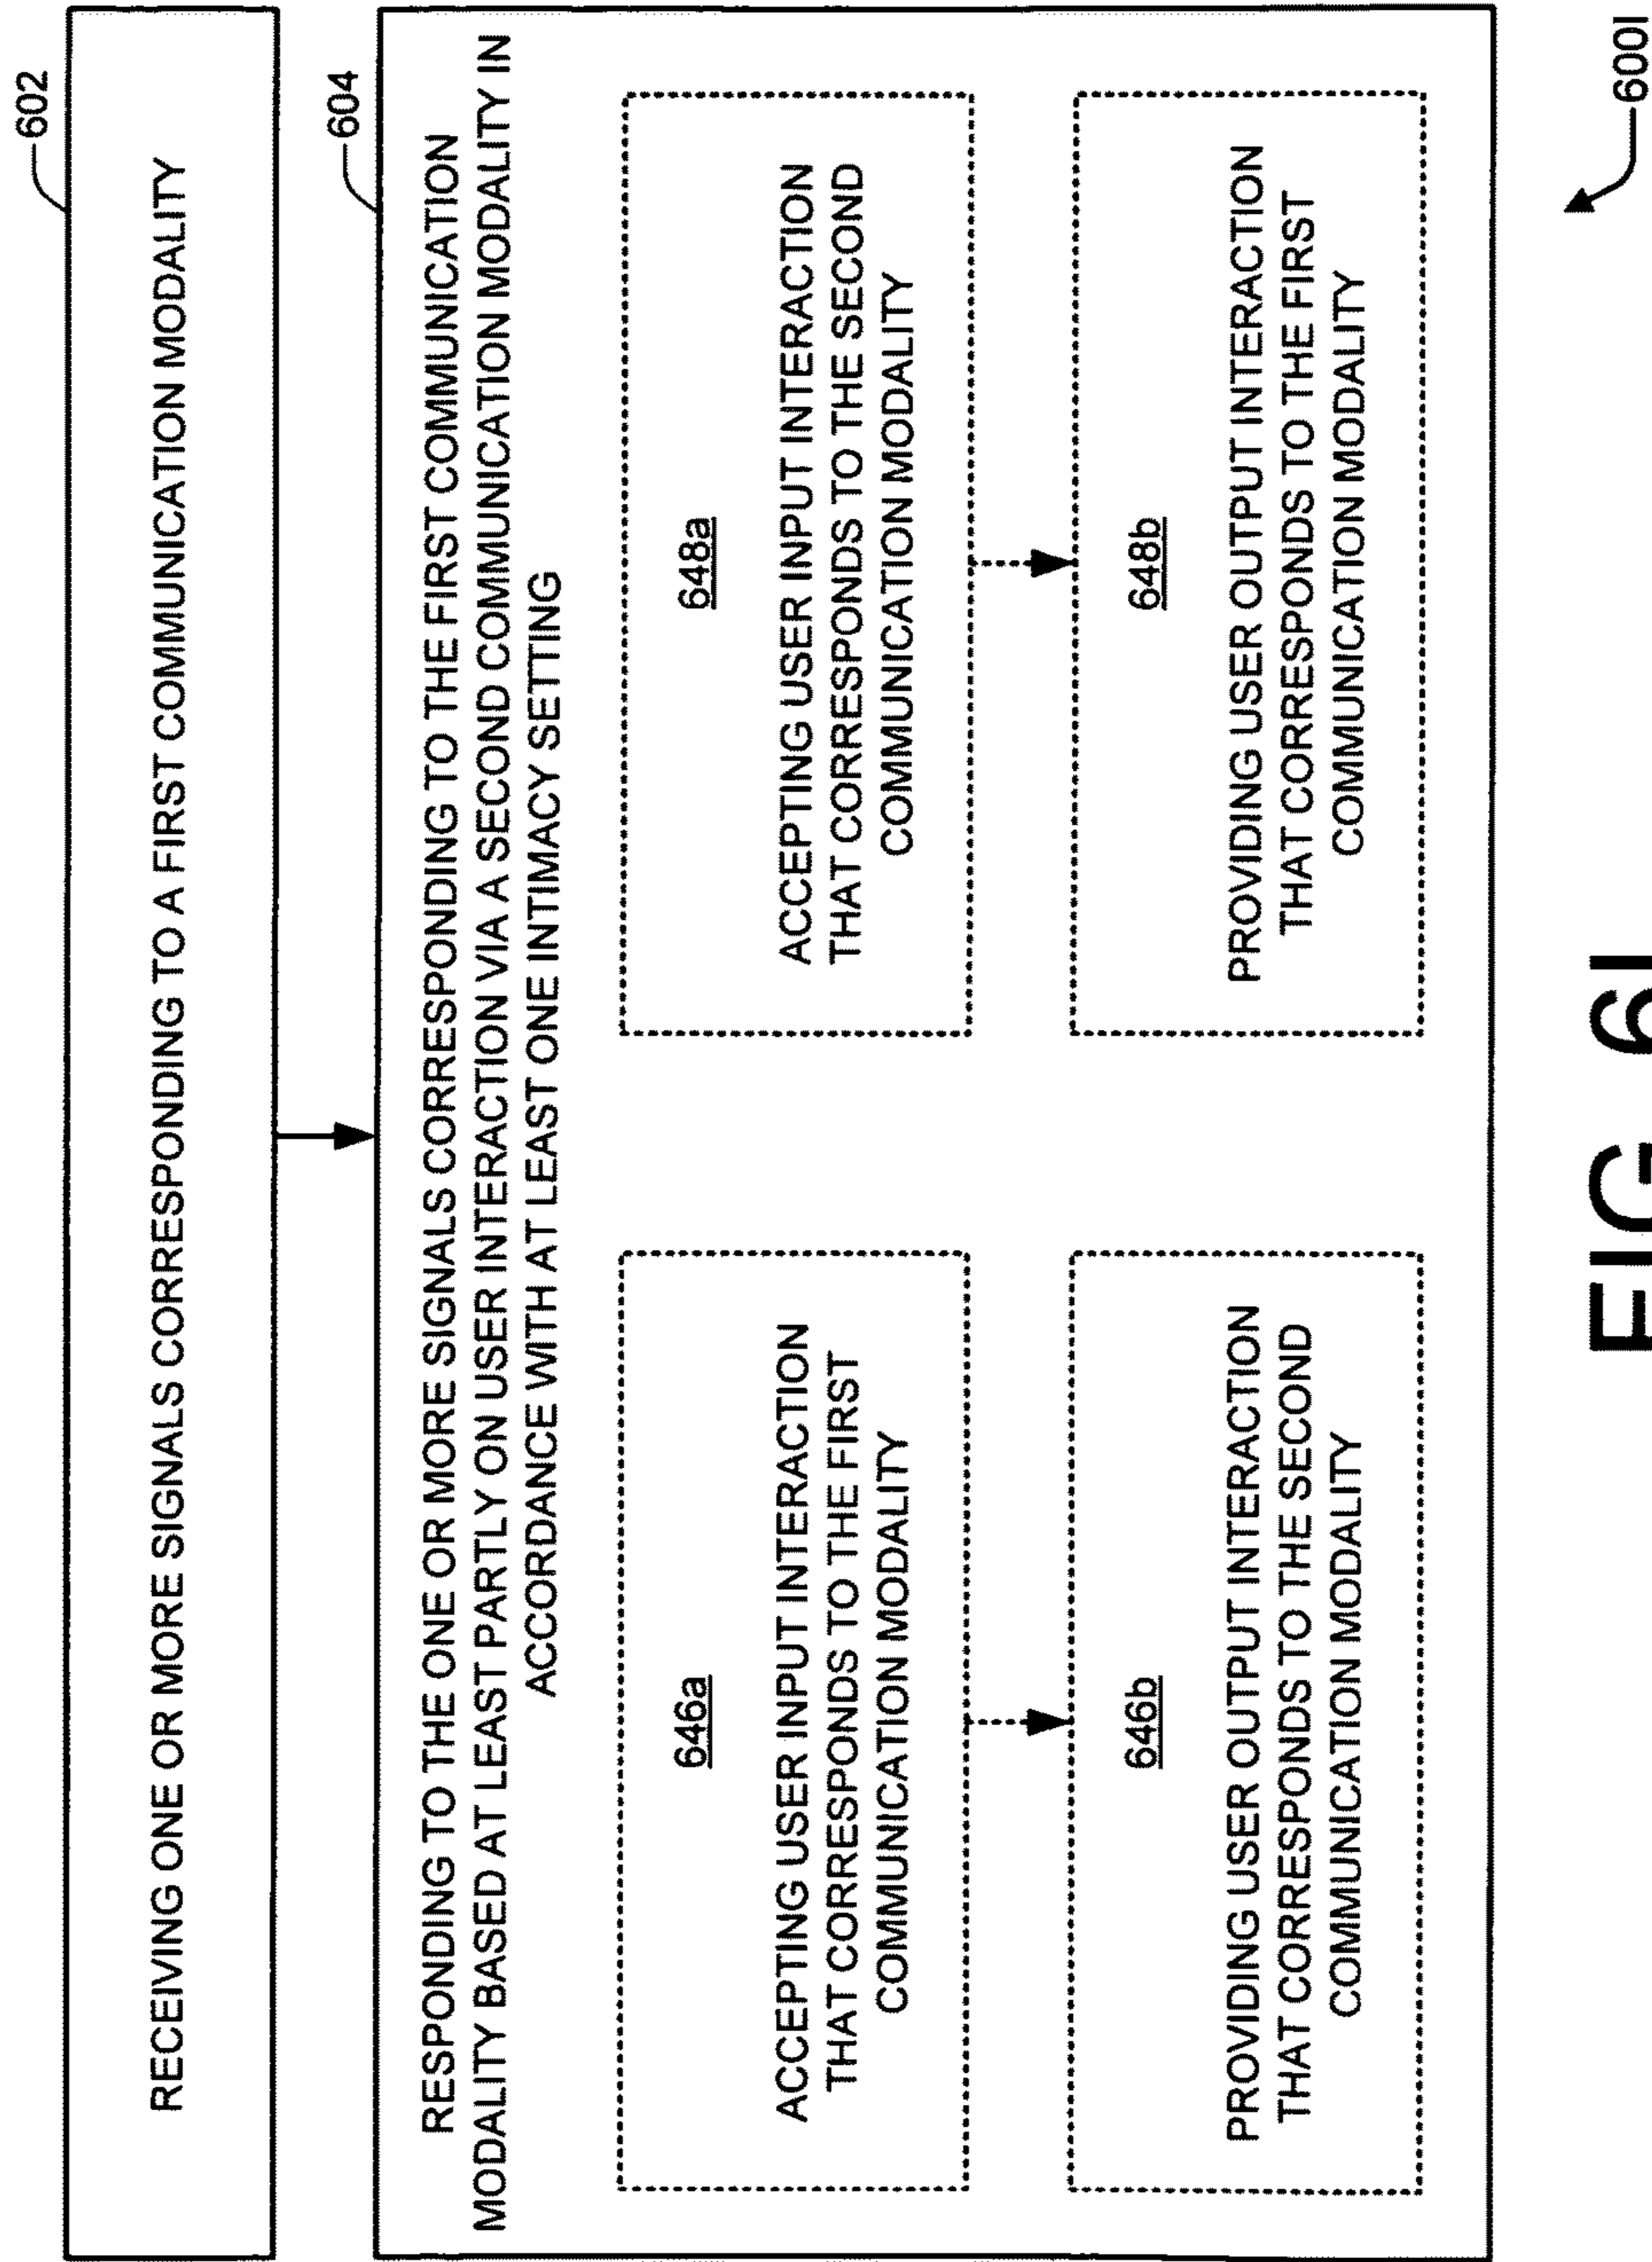 602
RECEIVING ONE OR MORE SIGNALS CORRESPONDING TO A FIRST COMMUNICATION MODALITY
604
RESPONDING TO THE ONE OR MORE SIGNALS CORRESPONDING TO THE FIRST COMMUNICATION
MODALITY BASED AT LEAST PARTLY ON USER INTERACTION VIA A SECOND COMMUNICATION MODALITY IN
ACCORDANCE WITH AT LEAST ONE INTIMACY SETTING
646a
ACCEPTING USER INPUT INTERACTION
THAT CORRESPONDS TO THE FIRST
COMMUNICATION MODALITY
646b
PROVIDING USER OUTPUT INTERACTION
THAT CORRESPONDS TO THE SECOND
COMMUNICATION MODALITY
648a
ACCEPTING USER INPUT INTERACTION
THAT CORRESPONDS TO THE SECOND
COMMUNICATION MODALITY
648b
PROVIDING USER OUTPUT INTERACTION
THAT CORRESPONDS TO THE FIRST
COMMUNICATION MODALITY
600I
FIG 6I